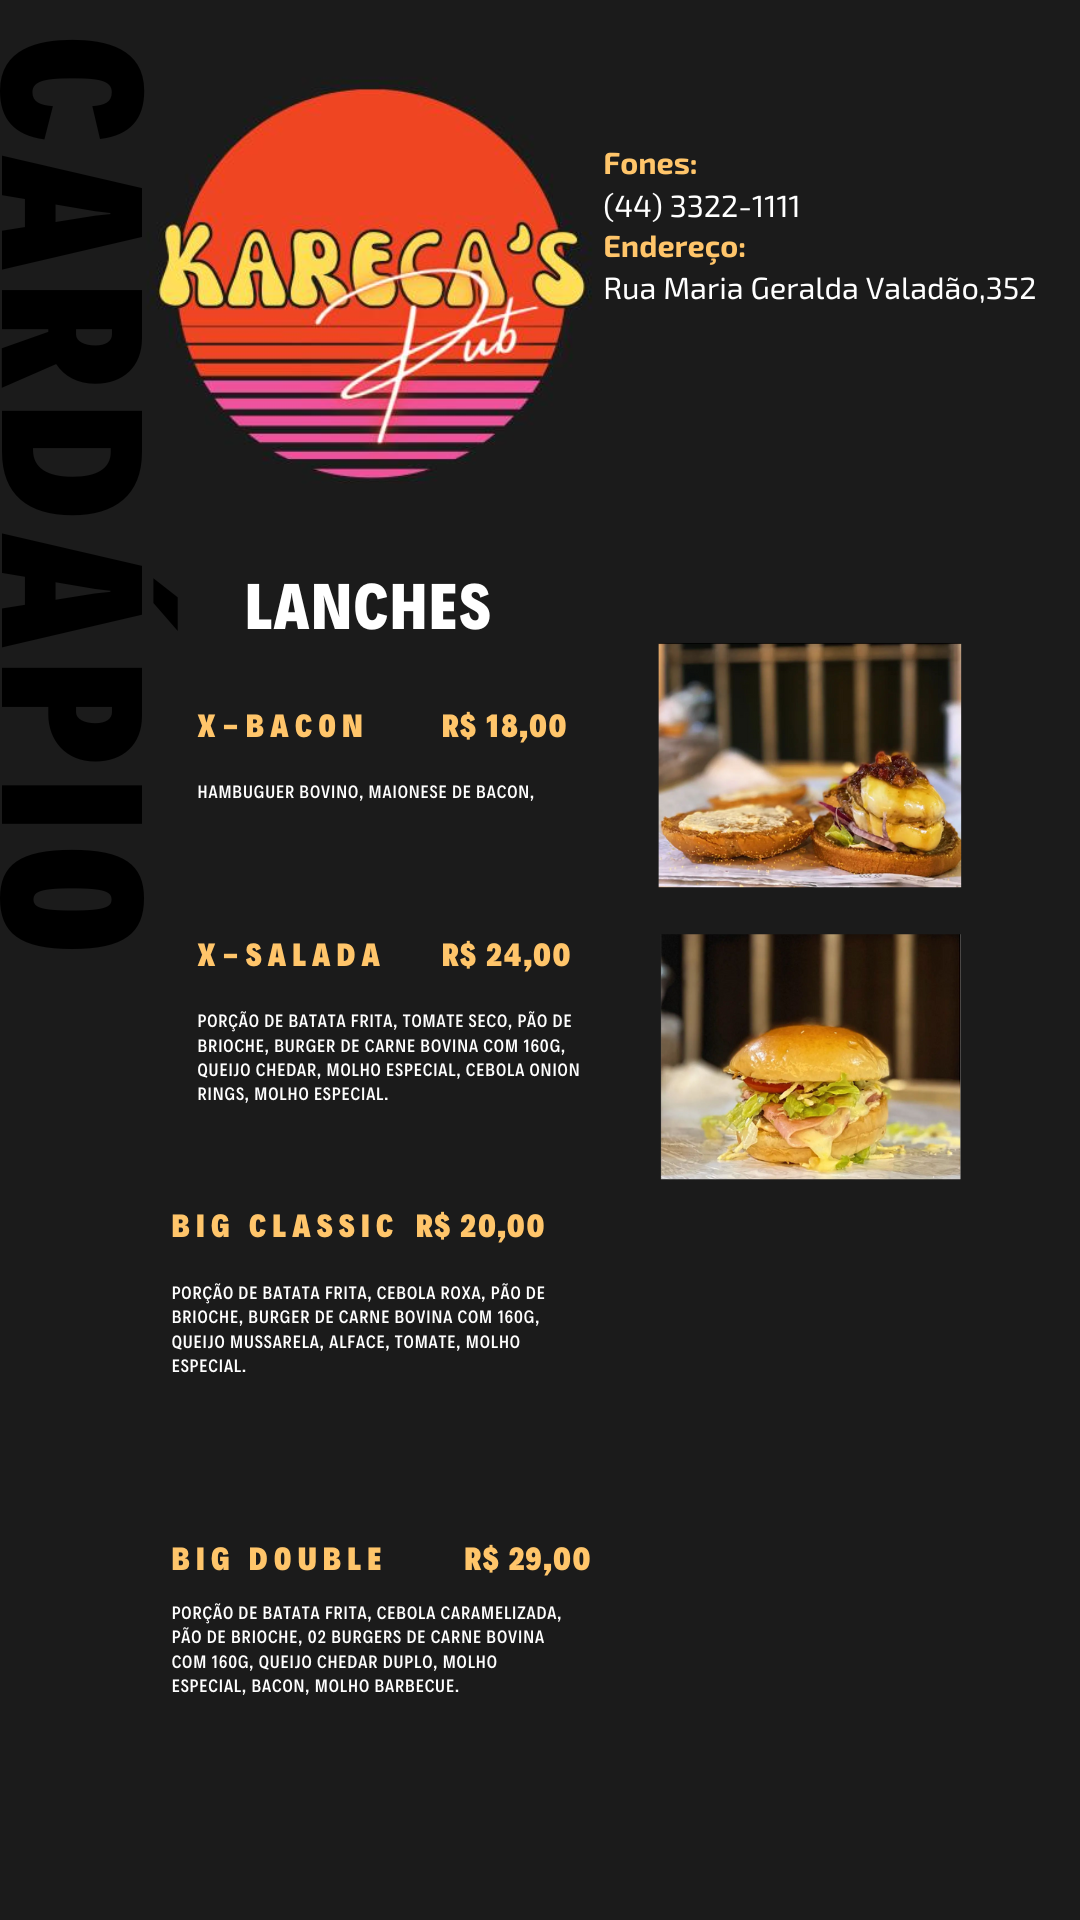 CARDÁPIO
KARECA'S
Pub
Fones:
(44) 3322-1111
Endereço:
Rua Maria Geralda Valadão,352
LANCHES
X-BACON R$ 18,00
HAMBUGUER BOVINO, MAIONESE DE BACON,
X-SALADA R$ 24,00
PORÇÃO DE BATATA FRITA, TOMATE SECO, PÃO DE
BRIOCHE, BURGER DE CARNE BOVINA COM 160G,
QUEIJO CHEDAR, MOLHO ESPECIAL, CEBOLA ONION
RINGS, MOLHO ESPECIAL.
BIG CLASSIC R$ 20,00
PORÇÃO DE BATATA FRITA, CEBOLA ROXA, PÃO DE
BRIOCHE, BURGER DE CARNE BOVINA COM 160G,
QUEIJO MUSSARELA, ALFACE, TOMATE, MOLHO
ESPECIAL.
BIG DOUBLE R$ 29,00
PORÇÃO DE BATATA FRITA, CEBOLA CARAMELIZADA,
PÃO DE BRIOCHE, 02 BURGERS DE CARNE BOVINA
COM 160G, QUEIJO CHEDAR DUPLO, MOLHO
ESPECIAL, BACON, MOLHO BARBECUE.